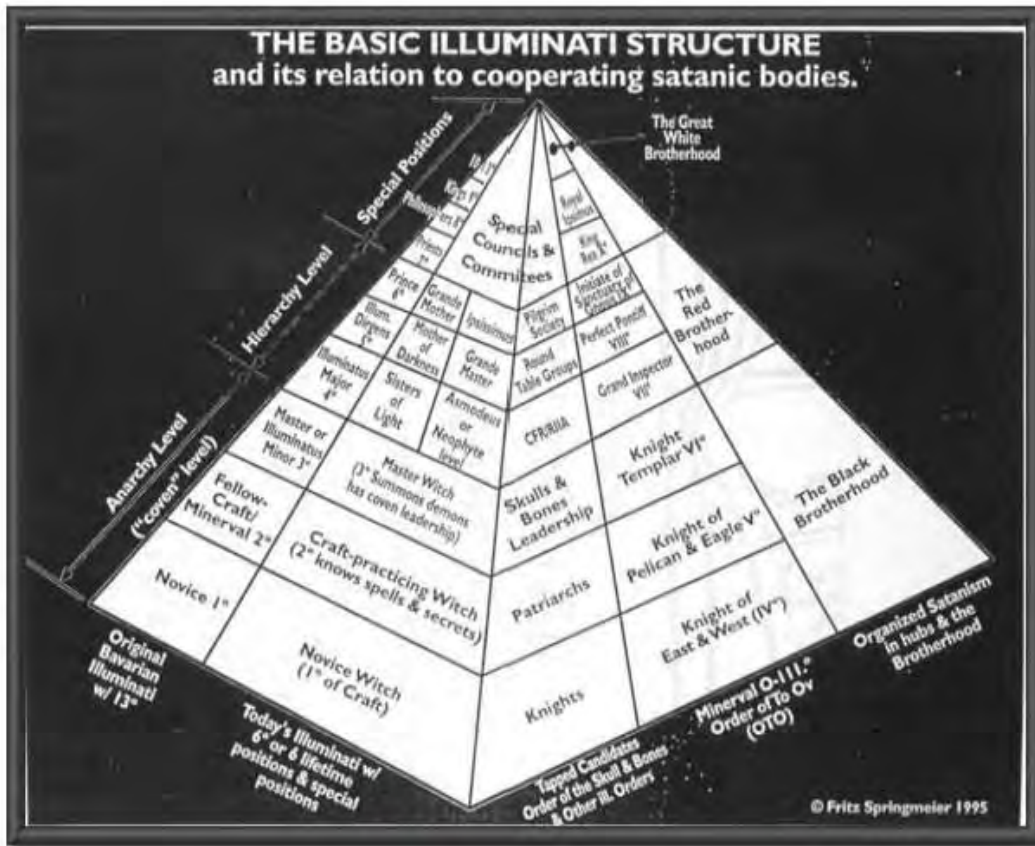 THE BASIC ILLUMINATI STRUCTURE
and its relation to cooperating satanic bodies.
The Great
White
Brotherhood
Special Positions
Hierarchy Level
Anarchy Level
("coven" level)
Kings 9°
Philosophers 8°
Priests
7°
Prince
6°
Illum.
Dirigens
5°
Illuminatus
Major
4°
Master or
Illuminatus
Minor 3°
Fellow-
Craft/
Minerval 2°
Novice 1°
Special
Councils &
Commitees
Grande
Mother
Ipsissimus
Mother
of
Darkness
Grande
Master
Sisters
of
Light
Asmodeus
or
Neophyte
level
Master Witch
(3° Summons demons
has coven leadership)
Craft-practicing Witch
(2° knows spells & secrets)
Novice Witch
(1° of Craft)
Pilgrim
Society
Round
Table Groups
CFR/RIIA
Skulls &
Bones
Leadership
Patriarchs
Knights
Royal
King
Rex X°
Initiate of
Sanctuary of
Perfect Pontiff
VIII°
Grand Inspector
VII°
Knight
Templar VI°
Knight of
Pelican & Eagle V°
Knight of
East & West (IV°)
The
Red
Brother-
hood
The Black
Brotherhood
Original
Bavarian
Illuminati
w/ 13°
Today's Illuminati w/
6° or 6 lifetime
positions & special
positions
Tapped Candidates
Order of the Skull & Bones
& Other ill. Orders
Minerval O-111.°
Order of To Ov
(OTO)
Organized Satanism
in hubs & the
Brotherhood
© Fritz Springmeier 1995